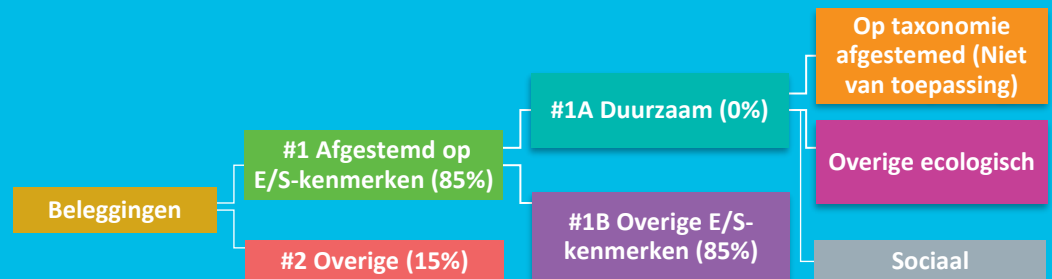 Beleggingen
#1 Afgestemd op
E/S-kenmerken (85%)
#2 Overige (15%)
#1A Duurzaam (0%)
#1B Overige E/S-
kenmerken (85%)
Op taxonomie
afgestemed (Niet
van toepassing)
Overige ecologisch
Sociaal